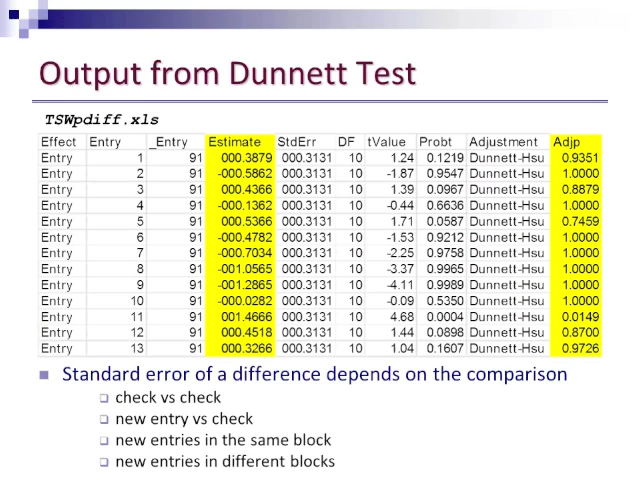 Output from Dunnett Test
TSWpdiff.xls
Effect Entry _Entry Estimate StdErr DF tValue Probt Adjustment Adjp
Entry 1 91 000.3879 000.3131 10 1.24 0.1219 Dunnett-Hsu 0.9351
Entry 2 91 -000.5862 000.3131 10 -1.87 0.9547 Dunnett-Hsu 1.0000
Entry 3 91 000.4366 000.3131 10 1.39 0.0967 Dunnett-Hsu 0.8879
Entry 4 91 -000.1362 000.3131 10 -0.44 0.6636 Dunnett-Hsu 1.0000
Entry 5 91 000.5366 000.3131 10 1.71 0.0587 Dunnett-Hsu 0.7459
Entry 6 91 -000.4782 000.3131 10 -1.53 0.9212 Dunnett-Hsu 1.0000
Entry 7 91 -000.7034 000.3131 10 -2.25 0.9758 Dunnett-Hsu 1.0000
Entry 8 91 -001.0565 000.3131 10 -3.37 0.9965 Dunnett-Hsu 1.0000
Entry 9 91 -001.2865 000.3131 10 -4.11 0.9989 Dunnett-Hsu 1.0000
Entry 10 91 -000.0282 000.3131 10 -0.09 0.5350 Dunnett-Hsu 1.0000
Entry 11 91 001.4666 000.3131 10 4.68 0.0004 Dunnett-Hsu 0.0149
Entry 12 91 000.4518 000.3131 10 1.44 0.0898 Dunnett-Hsu 0.8700
Entry 13 91 000.3266 000.3131 10 1.04 0.1607 Dunnett-Hsu 0.9726
Standard error of a difference depends on the comparison
check vs check
new entry vs check
new entries in the same block
new entries in different blocks